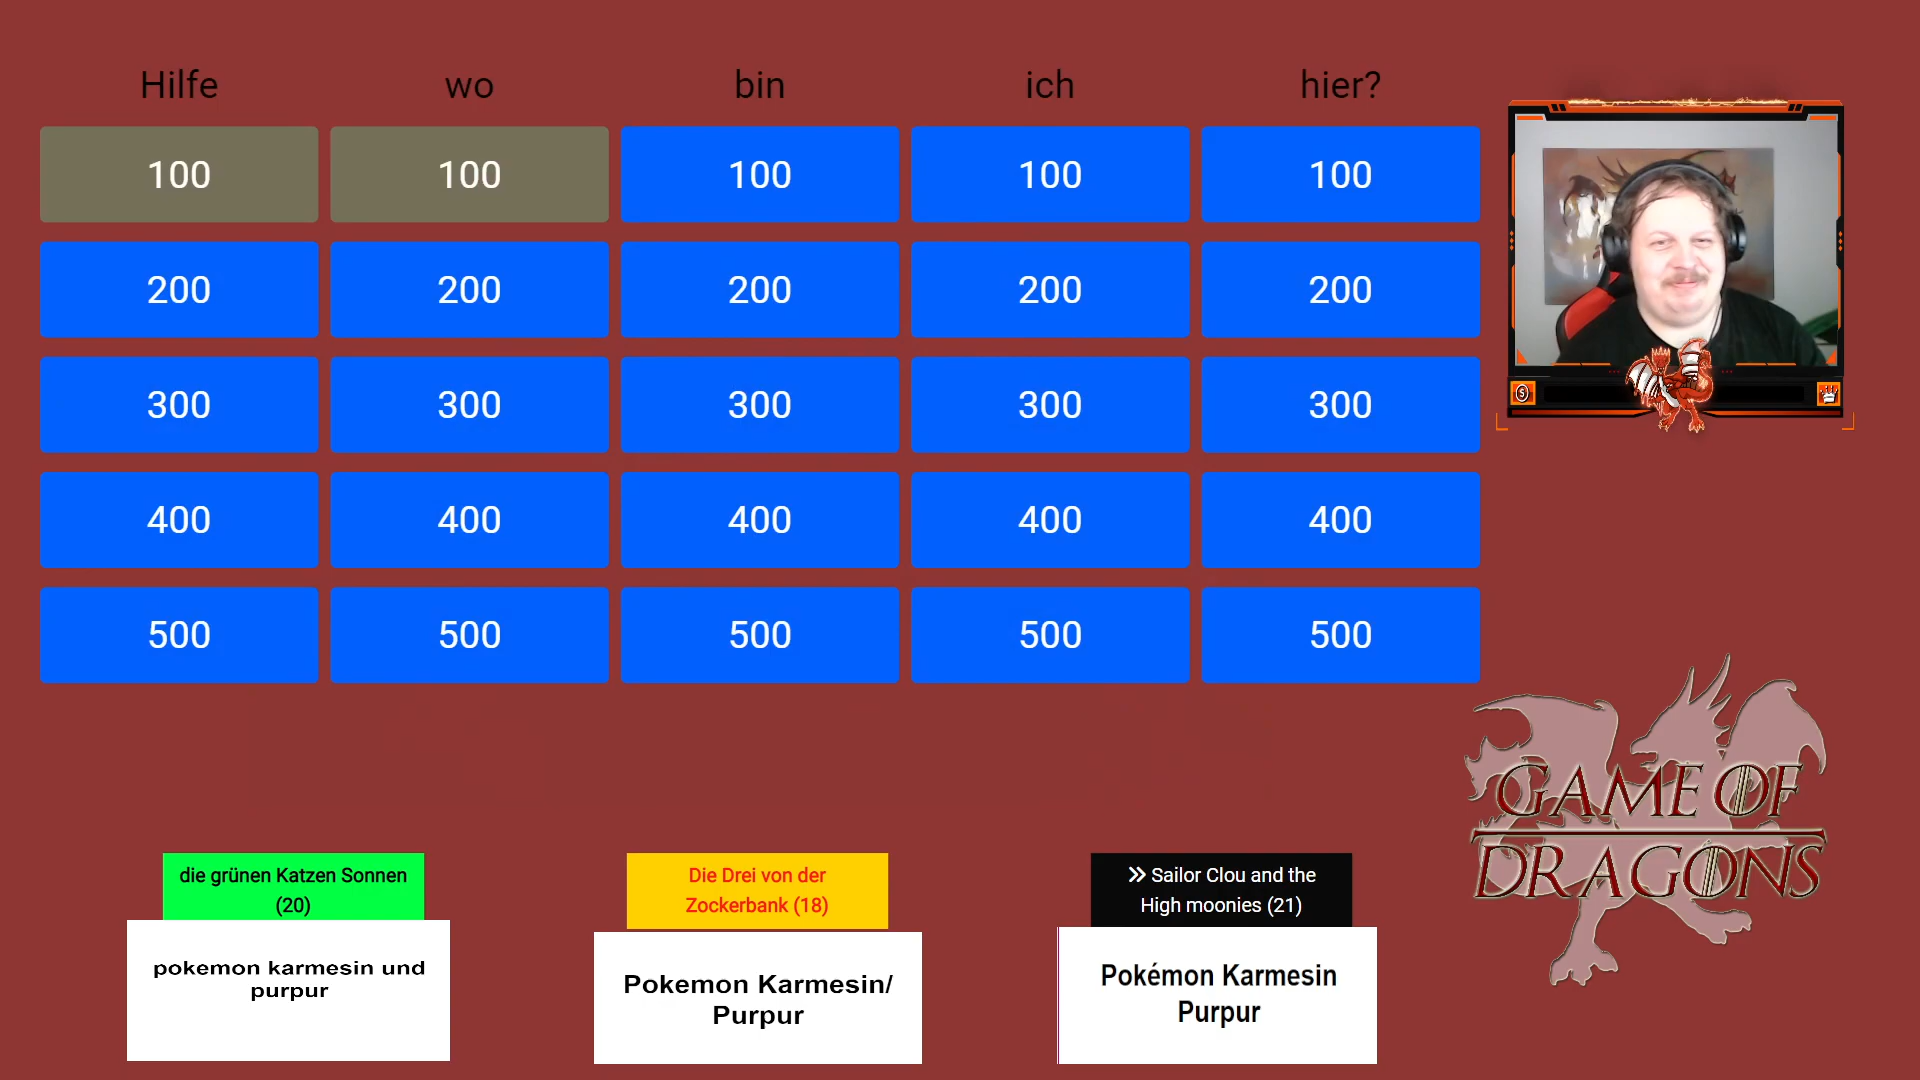 Hilfe wo bin ich hier?
100 100 100 100 100
200 200 200 200 200
300 300 300 300 300
400 400 400 400 400
500 500 500 500 500
GAME OF
DRAGONS
die grünen Katzen Sonnen
(20)
pokemon karmesin und
purpur
Die Drei von der
Zockerbank (18)
Pokemon Karmesin/
Purpur
Sailor Clou and the
High moonies (21)
Pokémon Karmesin
Purpur